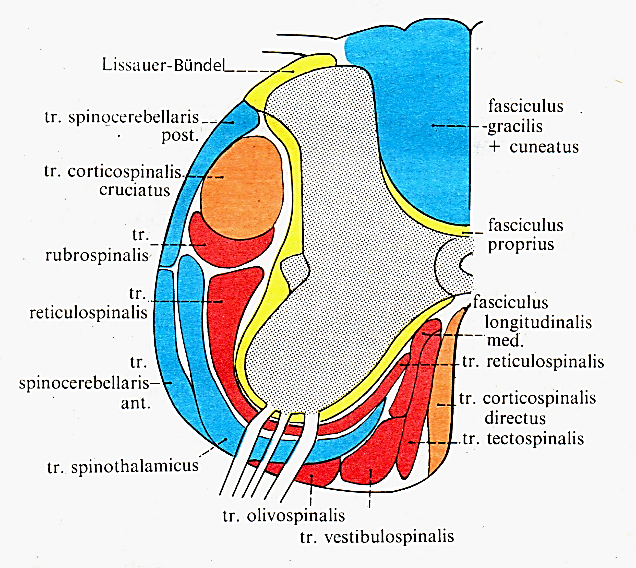 Lissauer-Bündel
tr. spinocerebellaris
post.
tr. corticospinalis
cruciatus
tr.
rubrospinalis
tr.
reticulospinalis
tr.
spinocerebellaris
ant.
tr. spinothalamicus
tr. olivospinalis
tr. vestibulospinalis
fasciculus
gracilis
+ cuneatus
fasciculus
proprius
fasciculus
longitudinalis
med.
tr. reticulospinalis
tr. corticospinalis
directus
tr. tectospinalis